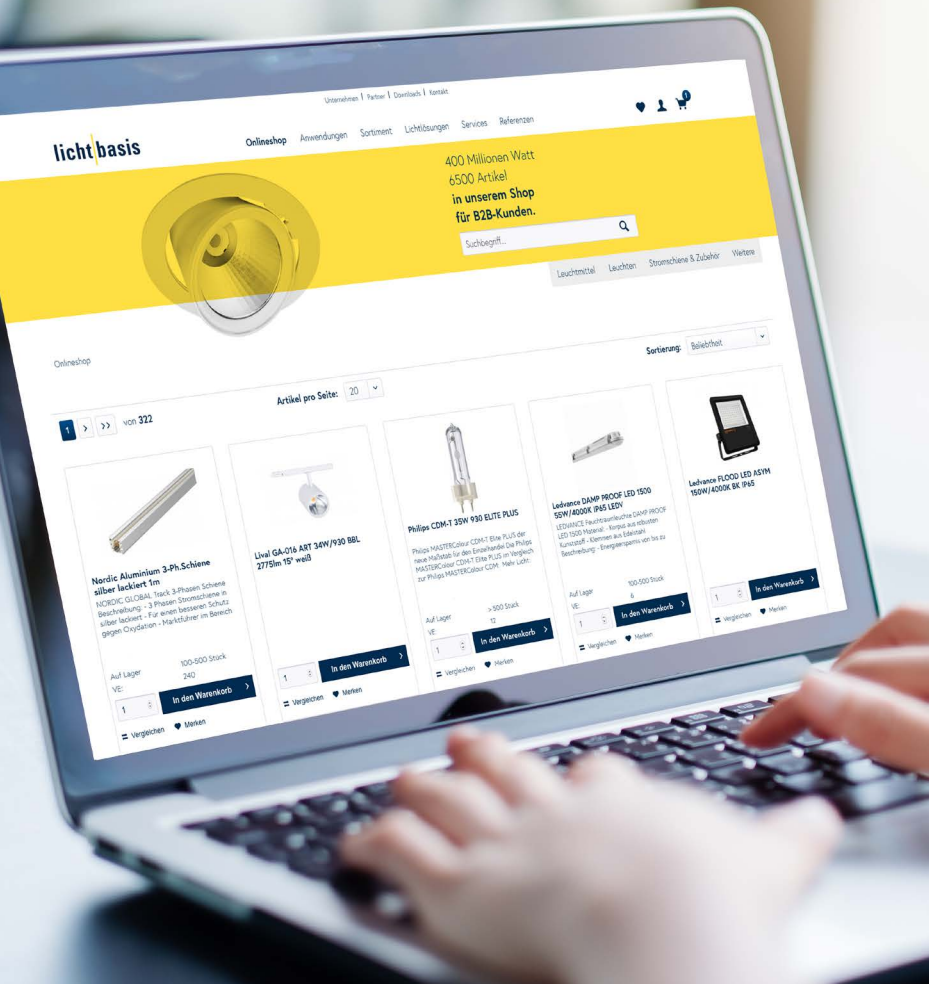 Unternehmen | Partner | Downloads | Kontakt
licht|basis
Onlineshop Anwendungen Sortiment Lichtlösungen Services Referenzen
1
400 Millionen Watt
6500 Artikel
in unserem Shop
für B2B-Kunden.
Suchbegriff...
Leuchtmittel Leuchten Stromschiene & Zubehör Weitere
Onlineshop
Sortierung: Beliebtheit
1 > >> von 322
Artikel pro Seite: 20
Nordic Aluminium 3-Ph.Schiene
silber lackiert 1m
NORDIC GLOBAL Track 3-Phasen Schiene
Beschreibung: - 3 Phasen Stromschiene in
silber lackiert - Für einen besseren Schutz
gegen Oxydation - Marktführer im Bereich
Auf Lager 100-500 Stück
VE: 240
1 In den Warenkorb >
Vergleichen Merken
Lival GA-016 ART 34W/930 BBL
2775lm 15° weiß
1 In den Warenkorb >
Vergleichen Merken
Philips CDM-T 35W 930 ELITE PLUS
Philips MASTERColour CDM-T Elite PLUS der
neue Maßstab für den Einzelhandel Die Philips
MASTERColour CDM-T Elite PLUS im Vergleich
zur Philips MASTERColour CDM: Mehr Licht:
Auf Lager > 500 Stück
VE: 12
1 In den Warenkorb >
Vergleichen Merken
Ledvance DAMP PROOF LED 1500
55W/4000K IP65 LEDV
LEDVANCE Feuchtraumleuchte DAMP PROOF
LED 1500 Material: - Korpus aus robusten
Kunststoff - Klemmen aus Edelstahl
Beschreibung: - Energieersparnis von bis zu
Auf Lager 100-500 Stück
VE: 6
1 In den Warenkorb >
Vergleichen Merken
Ledvance FLOOD LED ASYM
150W/4000K BK IP65
1 In den Warenkorb >
Vergleichen Merken